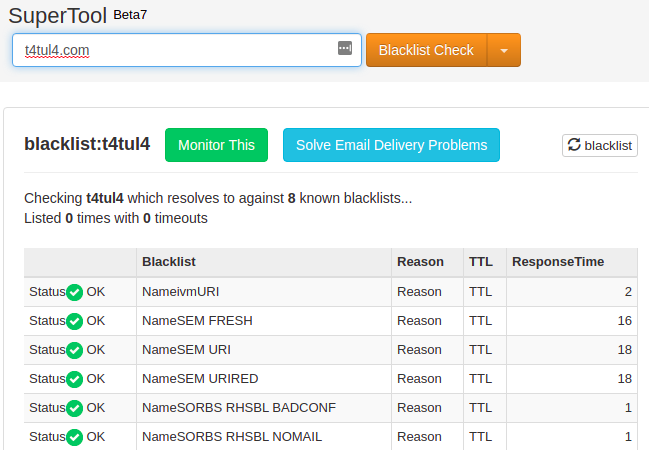 SuperTool Beta7
t4tul4.com
Blacklist Check
blacklist:t4tul4 Monitor This Solve Email Delivery Problems blacklist
Checking t4tul4 which resolves to against 8 known blacklists...
Listed 0 times with 0 timeouts
Blacklist Reason TTL ResponseTime
Status OK NameivmURI Reason TTL 2
Status OK NameSEM FRESH Reason TTL 16
Status OK NameSEM URI Reason TTL 18
Status OK NameSEM URIRED Reason TTL 18
Status OK NameSORBS RHSBL BADCONF Reason TTL 1
Status OK NameSORBS RHSBL NOMAIL Reason TTL 1